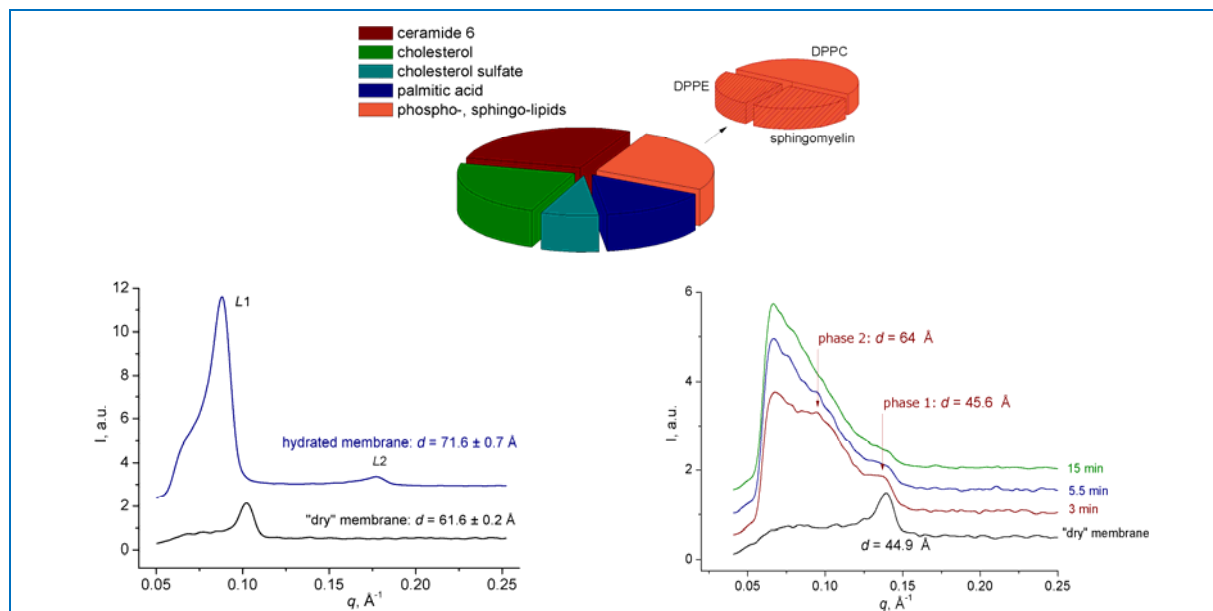 ceramide 6
cholesterol
cholesterol sulfate
palmitic acid
phospho-, sphingo-lipids
DPPC
DPPE
sphingomyelin
12
10
8
6
4
2
0
I, a.u.
L1
hydrated membrane: d = 71.6 ± 0.7 Å
L2
"dry" membrane: d = 61.6 ± 0.2 Å
0.05 0.10 0.15 0.20 0.25
q, Å⁻¹
6
4
2
0
I, a.u.
phase 2: d = 64 Å
phase 1: d = 45.6 Å
15 min
5.5 min
3 min
"dry" membrane
d = 44.9 Å
0.05 0.10 0.15 0.20 0.25
q, Å⁻¹